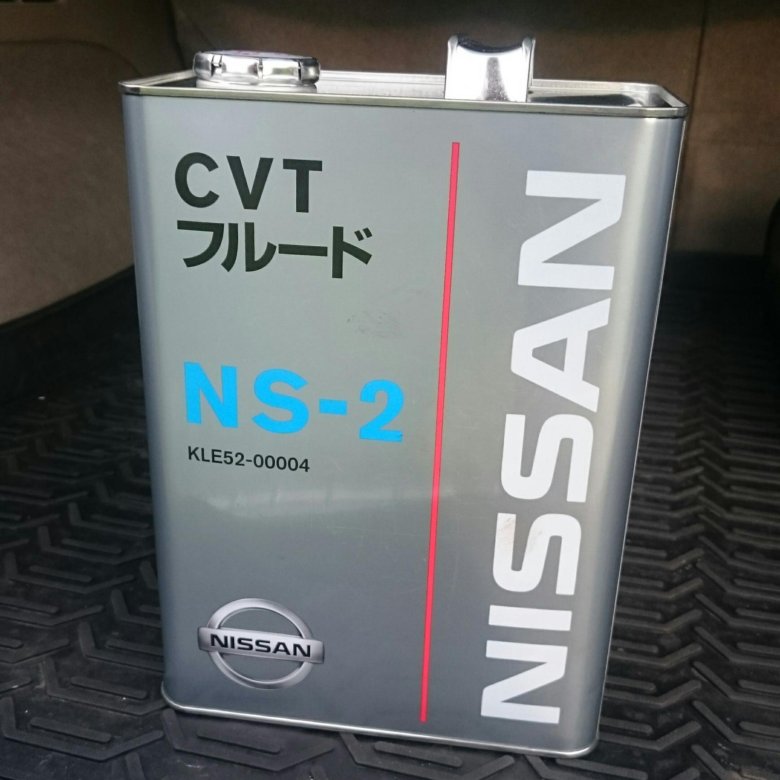 CVT
フルード
NS-2
KLE52-00004
NISSAN
NISSAN